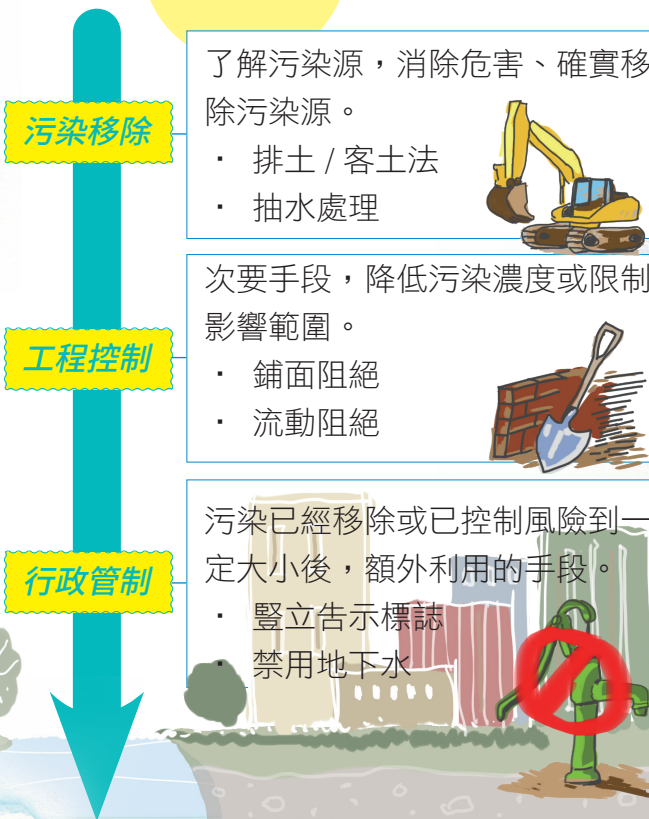 污染移除
了解污染源，消除危害、確實移
除污染源。
· 排土 / 客土法
· 抽水處理
工程控制
次要手段，降低污染濃度或限制
影響範圍。
· 鋪面阻絕
· 流動阻絕
行政管制
污染已經移除或已控制風險到一
定大小後，額外利用的手段。
· 豎立告示標誌
· 禁用地下水